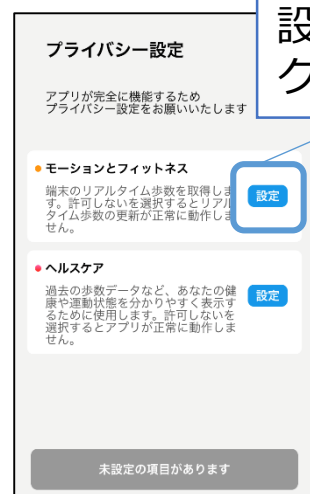 設
ク
プライバシー設定
アプリが完全に機能するため
プライバシー設定をお願いいたします
モーションとフィットネス
端末のリアルタイム歩数を取得しま
す。許可しないを選択するとリアル
タイム歩数の更新が正常に動作しま
せん。
設定
ヘルスケア
過去の歩数データなど、あなたの健
康や運動状態を分かりやすく表示す
るために使用します。許可しないを
選択するとアプリが正常に動作しま
せん。
設定
未設定の項目があります